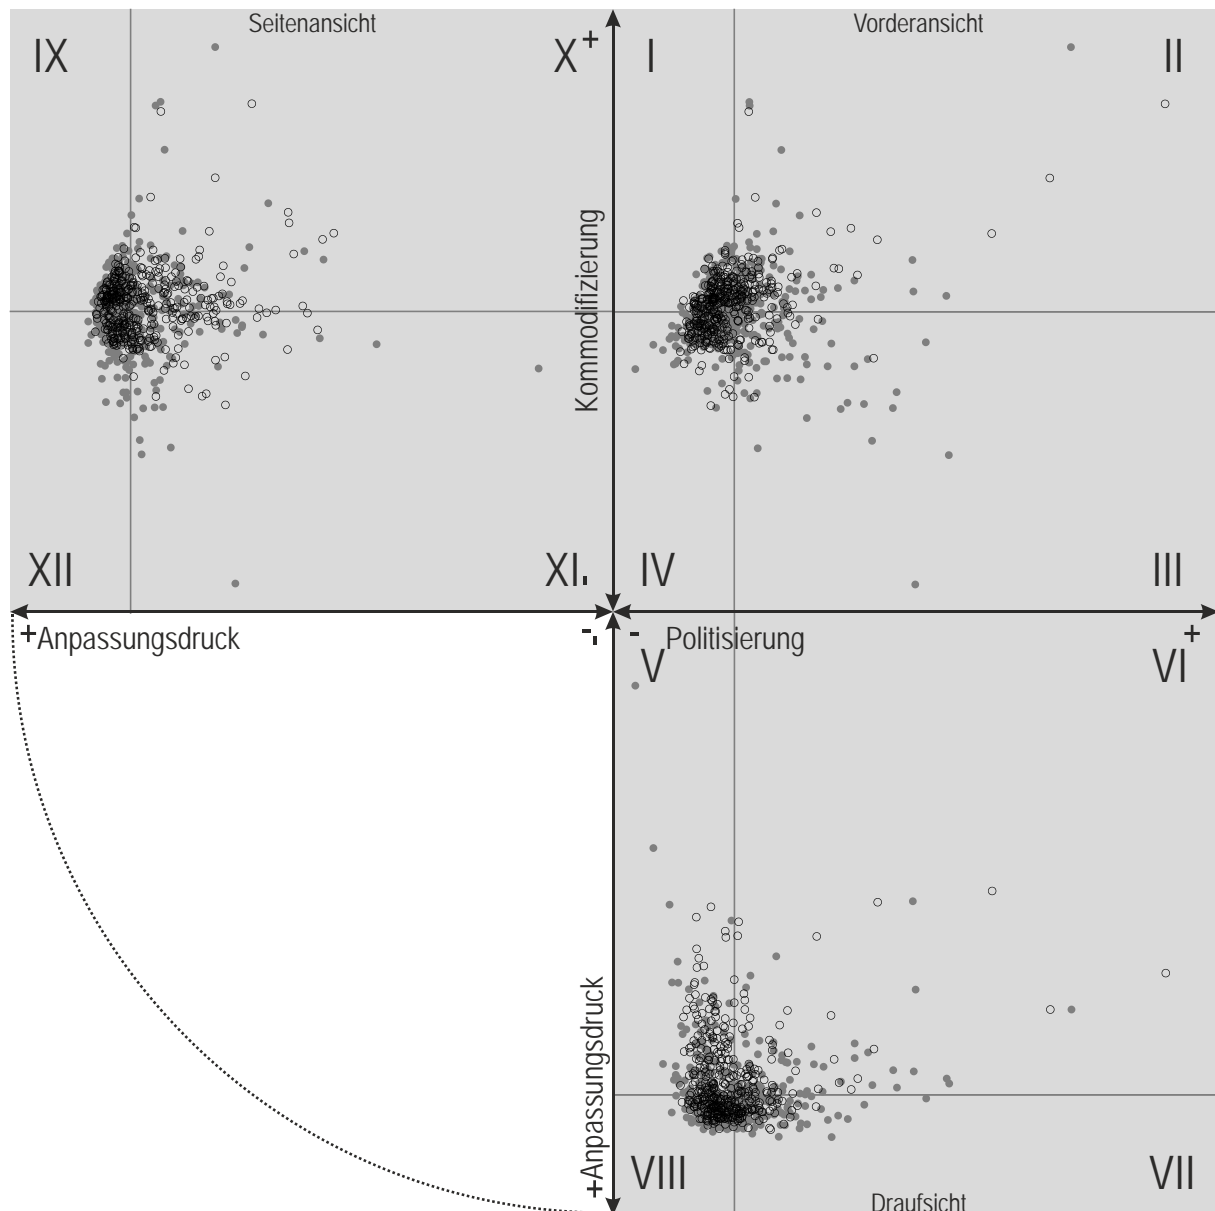 Seitenansicht
Vorderansicht
IX
X
+
I
II
Kommodifizierung
XII
XI
-
IV
III
+Anpassungsdruck
-
-
-
Politisierung
+
V
VI
+Anpassungsdruck
VIII
VII
Draufsicht